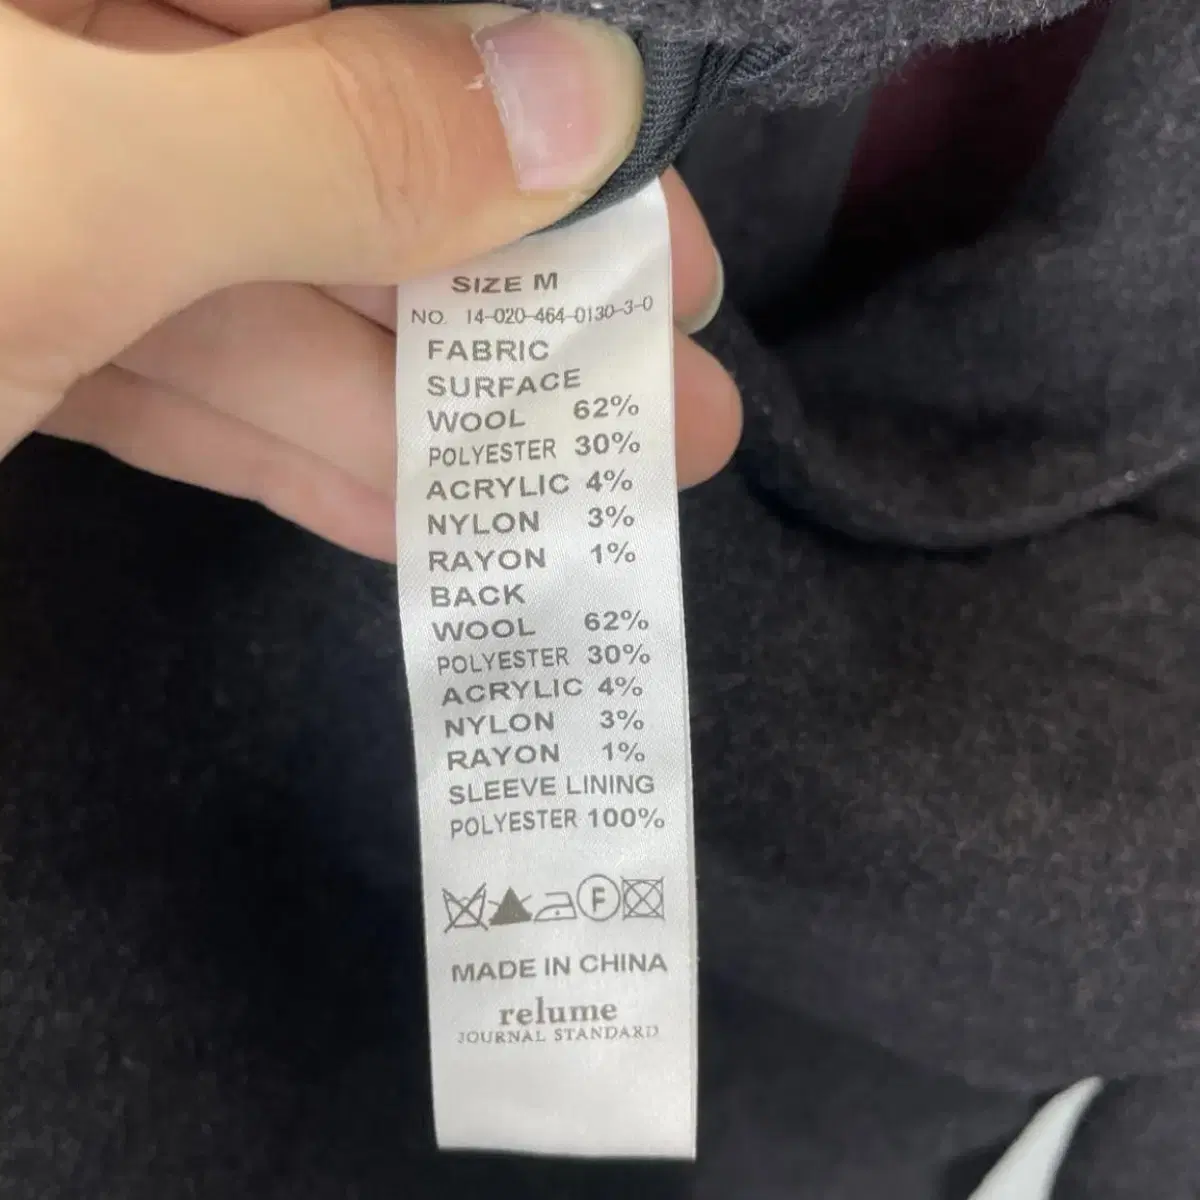 SIZE M
NO. 14-020-464-0130-3-0
FABRIC
SURFACE
WOOL 62%
POLYESTER 30%
ACRYLIC 4%
NYLON 3%
RAYON 1%
BACK
WOOL 62%
POLYESTER 30%
ACRYLIC 4%
NYLON 3%
RAYON 1%
SLEEVE LINING
POLYESTER 100%
F
MADE IN CHINA
relume
JOURNAL STANDARD